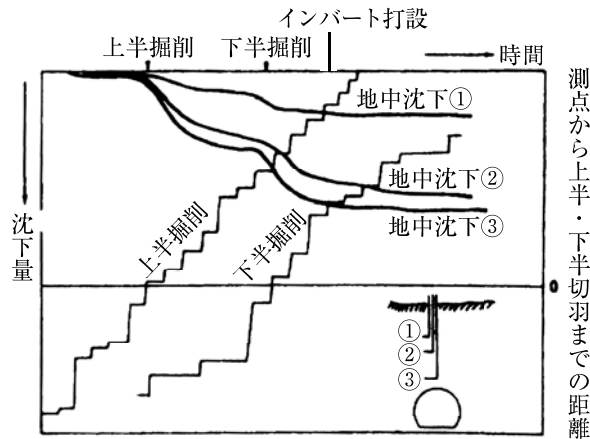 インバート打設
上半掘削
下半掘削
時間
地中沈下①
地中沈下②
地中沈下③
沈下量
上半掘削
下半掘削
測点から上半・下半切羽までの距離
0
①
②
③